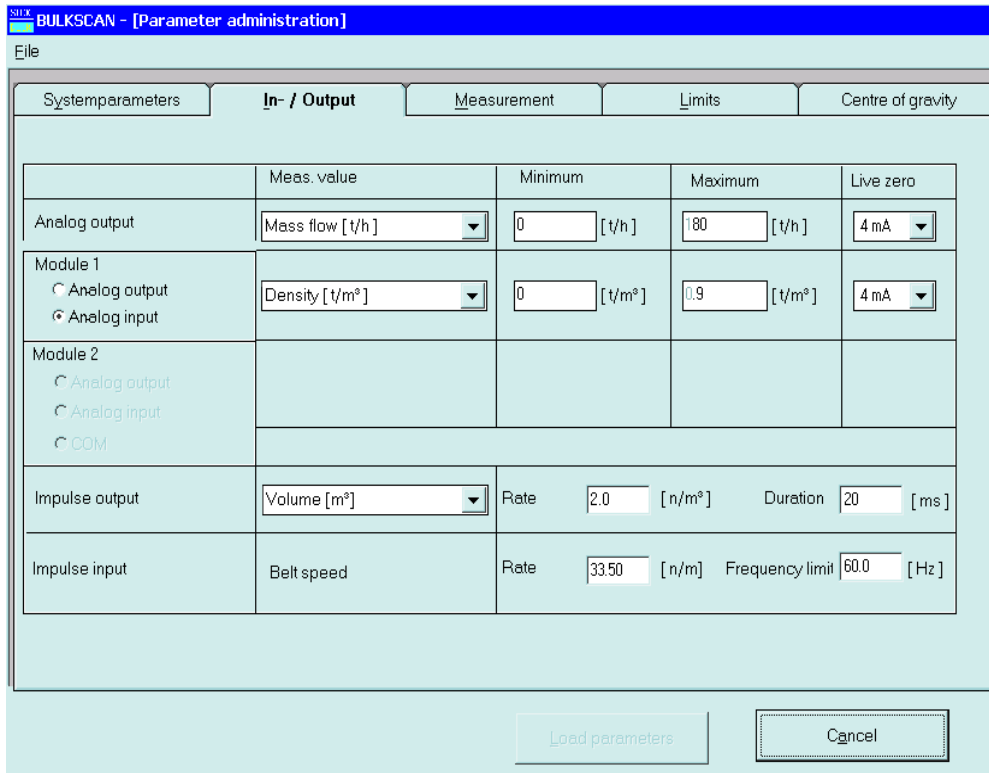 SICK
BULKSCAN - [Parameter administration]
File
Systemparameters In- / Output Measurement Limits Centre of gravity
Meas. value Minimum Maximum Live zero
Analog output Mass flow [ t/h ] 0 [ t/h ] 180 [ t/h ] 4 mA
Module 1
Analog output
Analog input
Density [ t/m³ ] 0 [ t/m³ ] 0.9 [ t/m³ ] 4 mA
Module 2
Analog output
Analog input
COM
Impulse output Volume [m³] Rate 2.0 [ n/m³ ] Duration 20 [ ms ]
Impulse input Belt speed Rate 33.50 [ n/m] Frequency limit 60.0 [ Hz ]
Load parameters Cancel